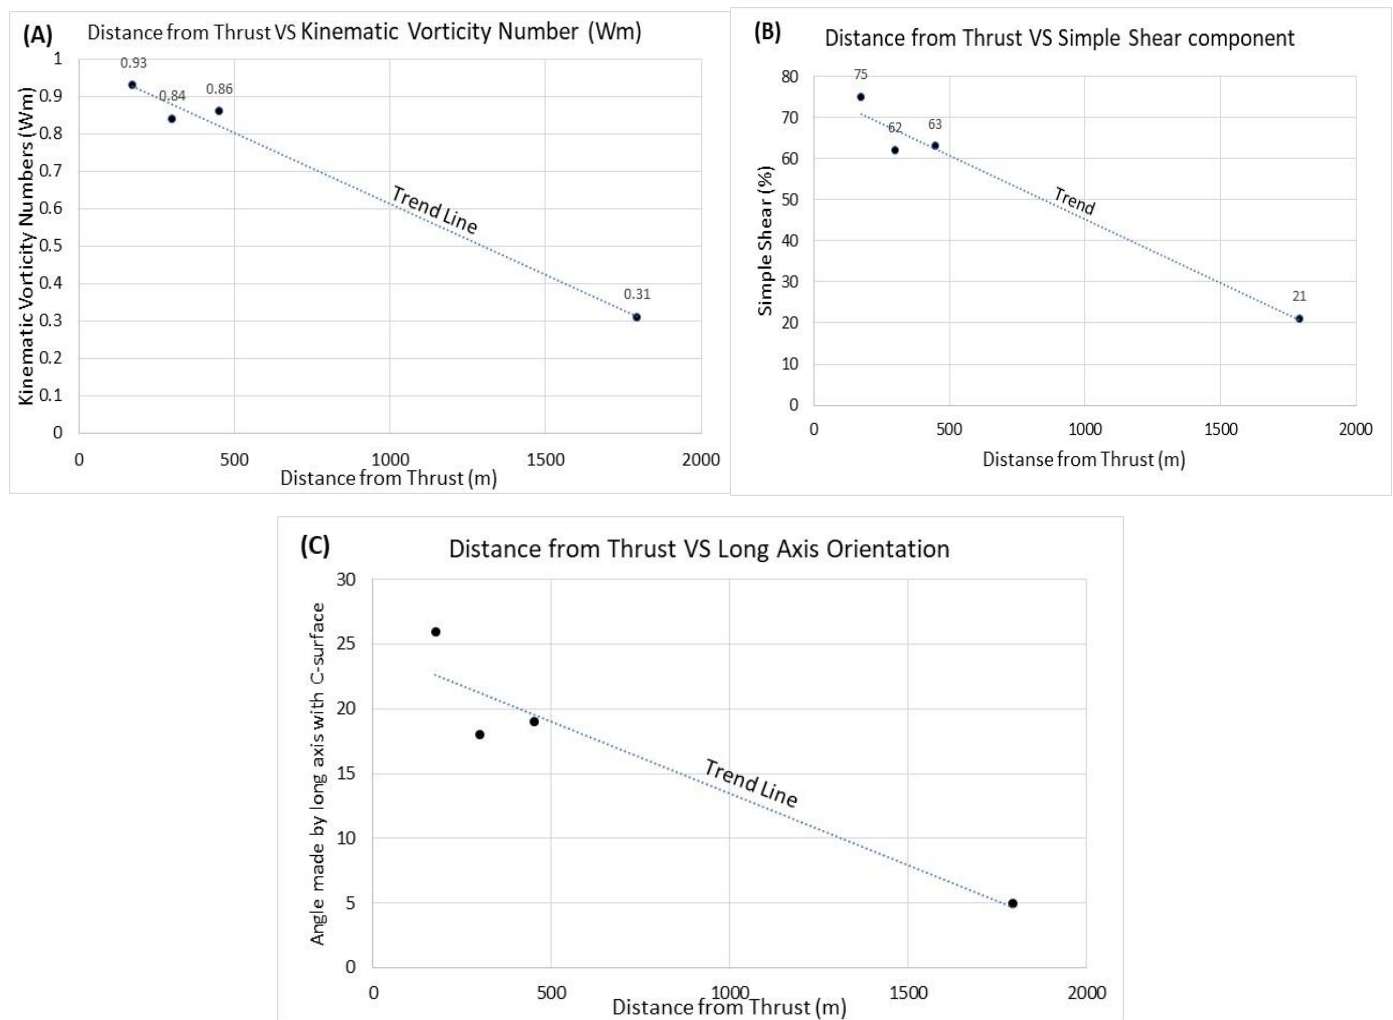 (A)
Distance from Thrust VS Kinematic Vorticity Number (Wm)
Kinematic Vorticity Numbers (Wm)
1
0.9
0.8
0.7
0.6
0.5
0.4
0.3
0.2
0.1
0
0.93
0.84
0.86
Trend Line
0.31
0 500 1000 1500 2000
Distance from Thrust (m)
(B)
Distance from Thrust VS Simple Shear component
Simple Shear (%)
80
70
60
50
40
30
20
10
0
75
62
63
Trend
21
0 500 1000 1500 2000
Distanse from Thrust (m)
(C)
Distance from Thrust VS Long Axis Orientation
Angle made by long axis with C-surface
30
25
20
15
10
5
0
Trend Line
0 500 1000 1500 2000
Distance from Thrust (m)